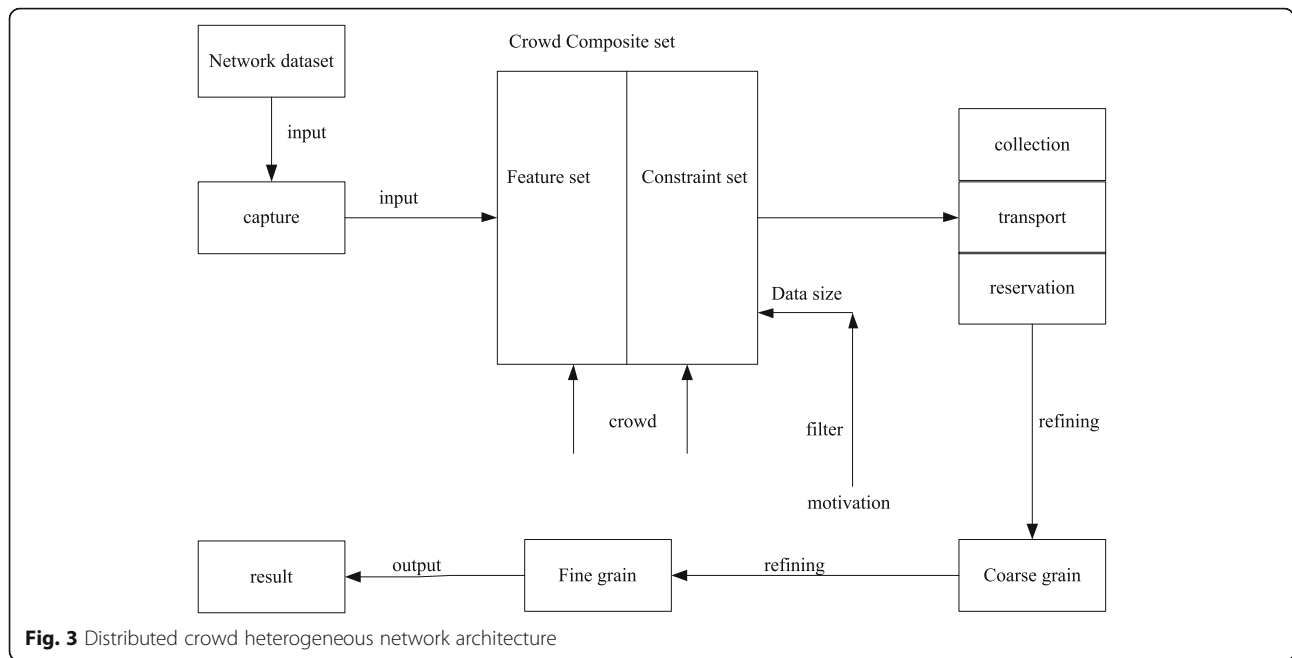 Crowd Composite set
Network dataset
input
capture
input
Feature set
Constraint set
collection
transport
reservation
Data size
crowd
filter
motivation
refining
Coarse grain
refining
Fine grain
output
result
Fig. 3 Distributed crowd heterogeneous network architecture